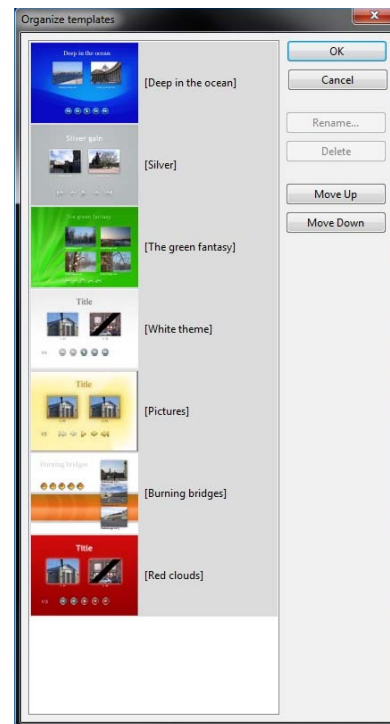 Organize templates
Deep in the ocean
[Deep in the ocean]
Silver gain
[Silver]
The green fantasy
[The green fantasy]
Title
[White theme]
Title
[Pictures]
Burning bridges
[Burning bridges]
Title
[Red clouds]
OK
Cancel
Rename...
Delete
Move Up
Move Down